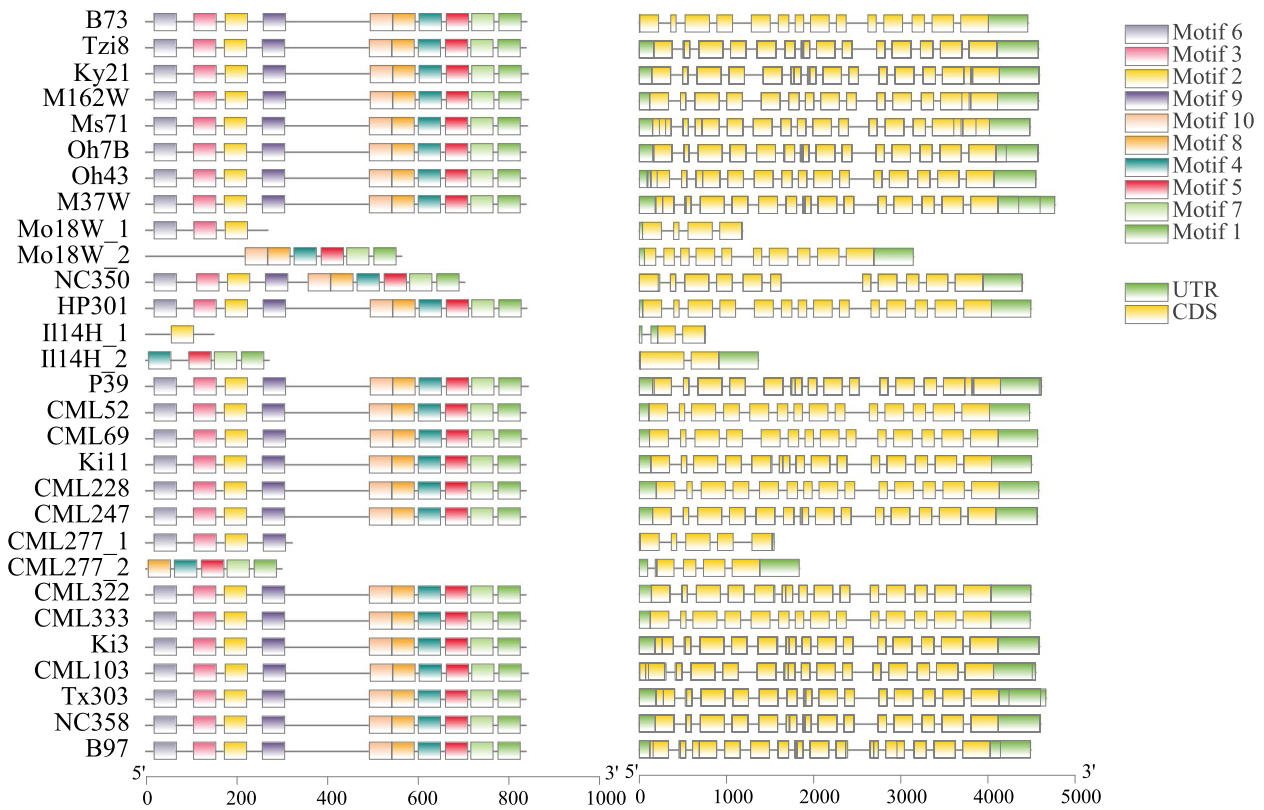 B73
Tzi8
Ky21
M162W
Ms71
Oh7B
Oh43
M37W
Mo18W_1
Mo18W_2
NC350
HP301
Il14H_1
Il14H_2
P39
CML52
CML69
Ki11
CML228
CML247
CML277_1
CML277_2
CML322
CML333
Ki3
CML103
Tx303
NC358
B97
5' 3'
0 200 400 600 800 1000
5' 3'
0 1000 2000 3000 4000 5000
Motif 6
Motif 3
Motif 2
Motif 9
Motif 10
Motif 8
Motif 4
Motif 5
Motif 7
Motif 1
UTR
CDS